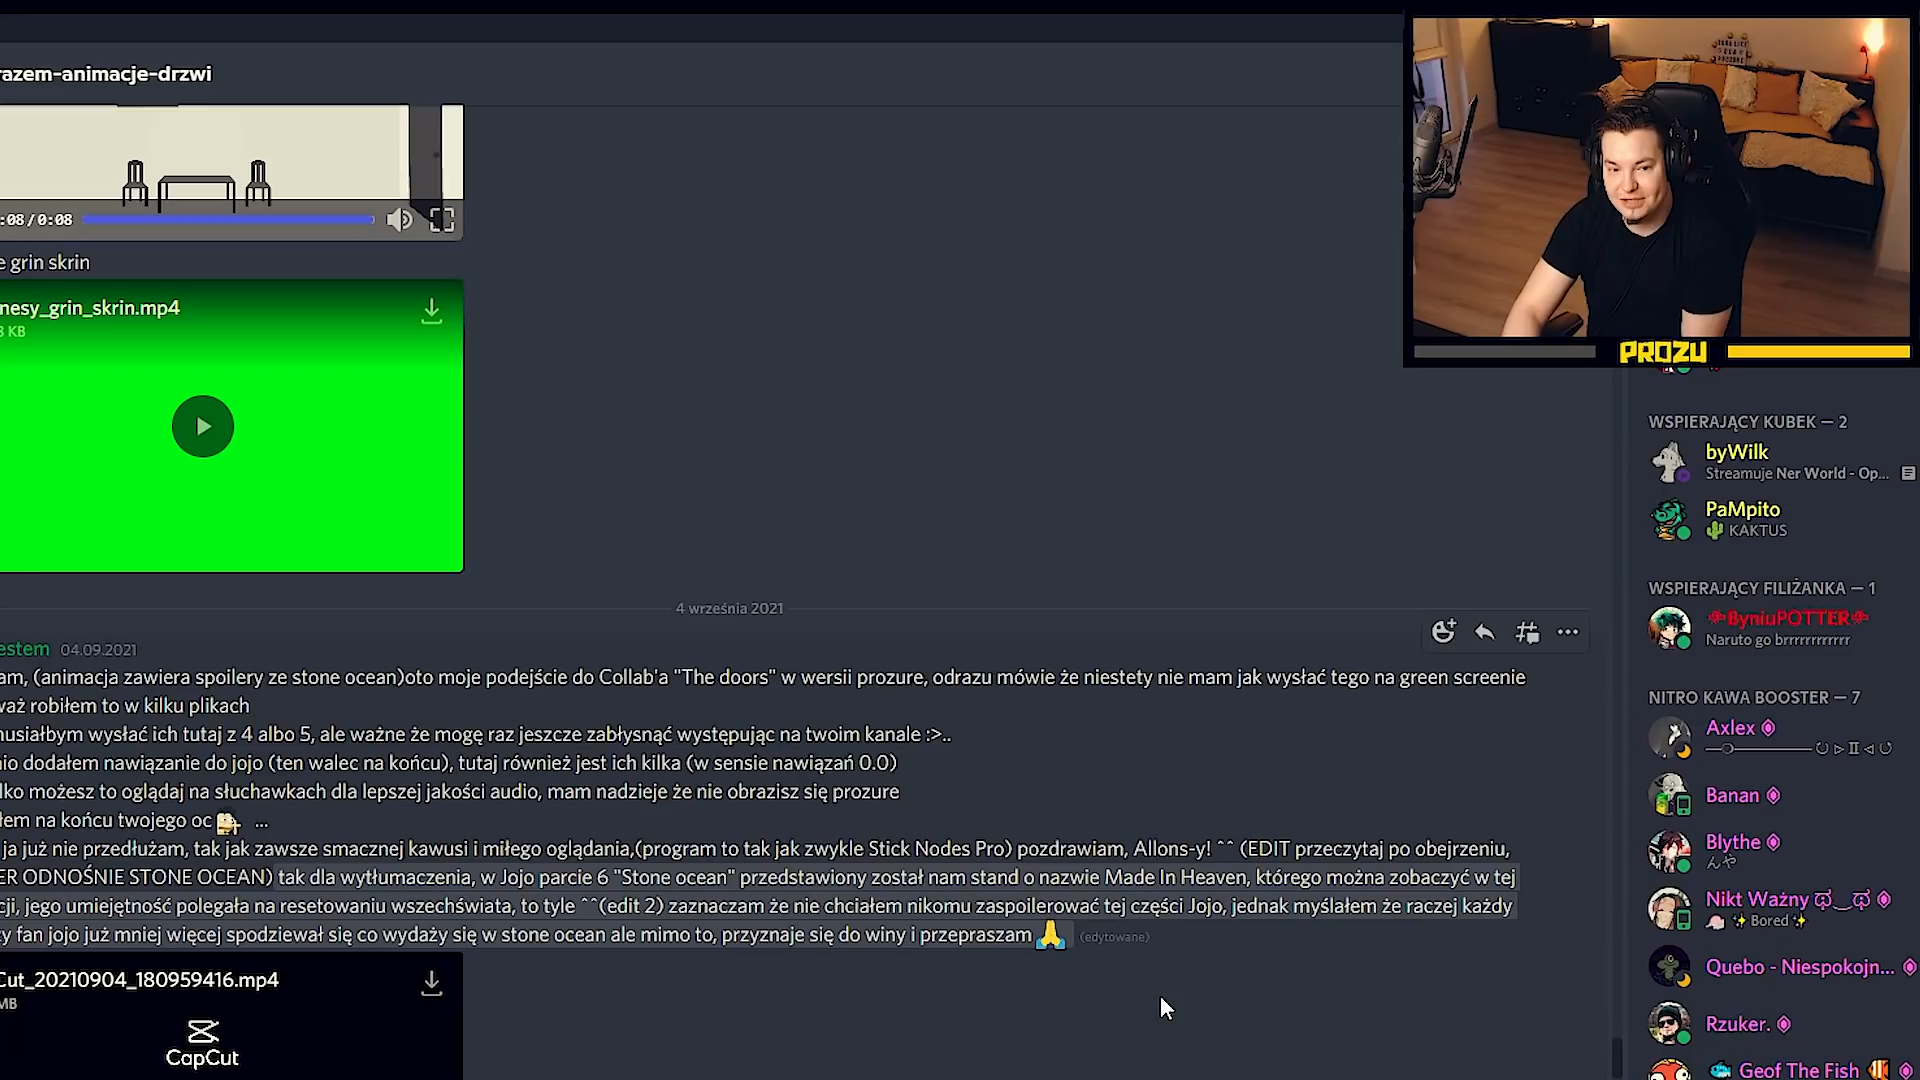 razem-animacje-drzwi
:08/0:08
e grin skrin
nesy_grin_skrin.mp4
KB
PROZU
WSPIERAJĄCY KUBEK — 2
byWilk
Streamuje Ner World - Op...
PaMpito
KAKTUS
WSPIERAJĄCY FILIŻANKA — 1
ByniuPOTTER
Naruto go brrrrrrrrrrr
NITRO KAWA BOOSTER — 7
Axlex
Banan
Blythe
んや
Nikt Ważny ಠ‿ಠ
Bored
Quebo - Niespokojn...
Rzuker.
Geof The Fish
4 września 2021
estem 04.09.2021
am, (animacja zawiera spoilery ze stone ocean)oto moje podejście do Collab'a "The doors" w wersji prozure, odrazu mówie że niestety nie mam jak wysłać tego na green screenie
waż robiłem to w kilku plikach
musiałbym wysłać ich tutaj z 4 albo 5, ale ważne że mogę raz jeszcze zabłysnąć występując na twoim kanale :>..
nio dodałem nawiązanie do jojo (ten walec na końcu), tutaj również jest ich kilka (w sensie nawiązań 0.0)
lko możesz to oglądaj na słuchawkach dla lepszej jakości audio, mam nadzieje że nie obrazisz się prozure
łem na końcu twojego oc ...
ja już nie przedłużam, tak jak zawsze smacznej kawusi i miłego oglądania,(program to tak jak zwykle Stick Nodes Pro) pozdrawiam, Allons-y! ^^ (EDIT przeczytaj po obejrzeniu,
ER ODNOŚNIE STONE OCEAN) tak dla wytłumaczenia, w Jojo parcie 6 "Stone ocean" przedstawiony został nam stand o nazwie Made In Heaven, którego można zobaczyć w tej
cji, jego umiejętność polegała na resetowaniu wszechświata, to tyle ^^(edit 2) zaznaczam że nie chciałem nikomu zaspoilerować tej części Jojo, jednak myślałem że raczej każdy
y fan jojo już mniej więcej spodziewał się co wydaży się w stone ocean ale mimo to, przyznaje się do winy i przepraszam 🙏 (edytowane)
Cut_20210904_180959416.mp4
MB
CapCut